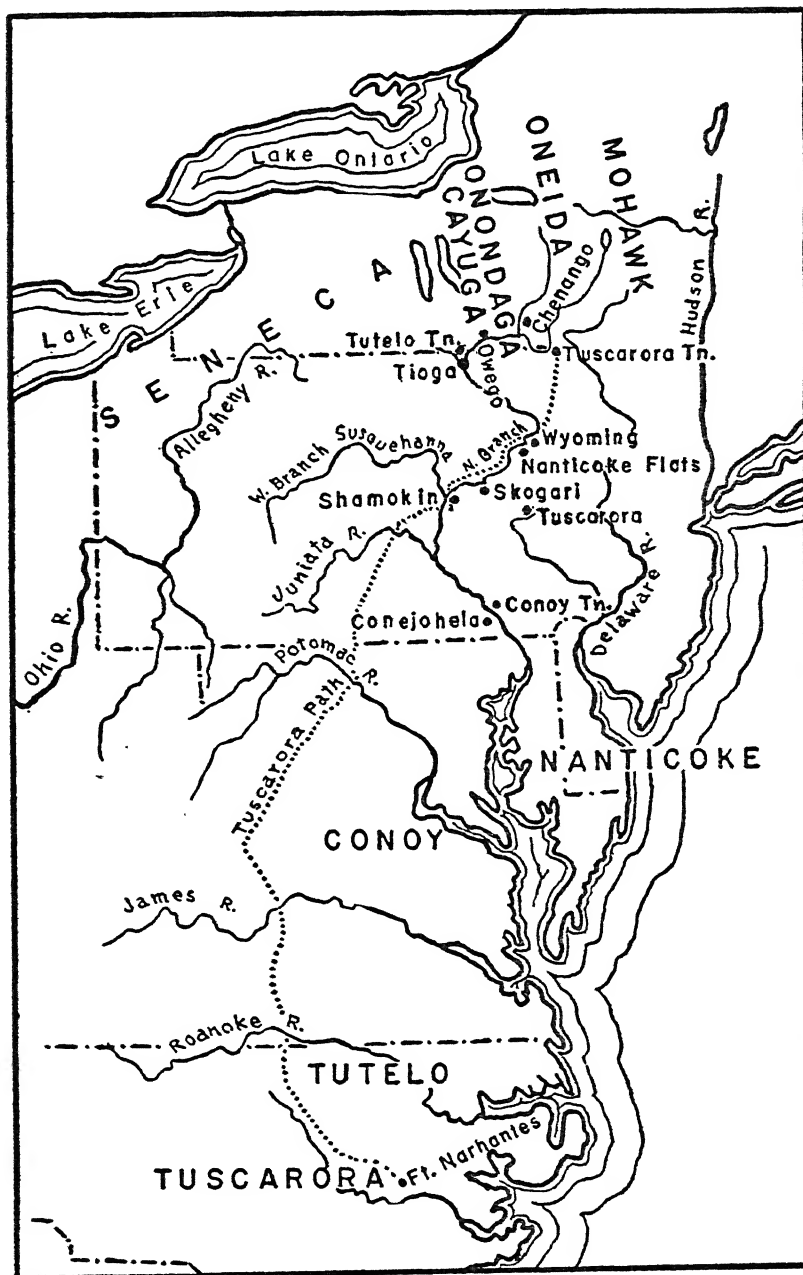 Lake Ontario
ONEIDA
MOHAWK
ONONDAGA
CAYUGA
R.
Hudson
Lake Erie
SENECA
Chenango
Tutelo Tn.
Owego
Tuscarora Tn.
Tioga
Allegheny R.
W. Branch Susquehanna
N. Branch
Wyoming
Nanticoke Flats
Shamokin
Skogari
Tuscarora
Juniata R.
Conoy Tn.
Conejohela
Delaware R.
Ohio R.
Potomac R.
Tuscarora Path
NANTICOKE
CONOY
James R.
Roanoke R.
TUTELO
Ft. Narhantes
TUSCARORA